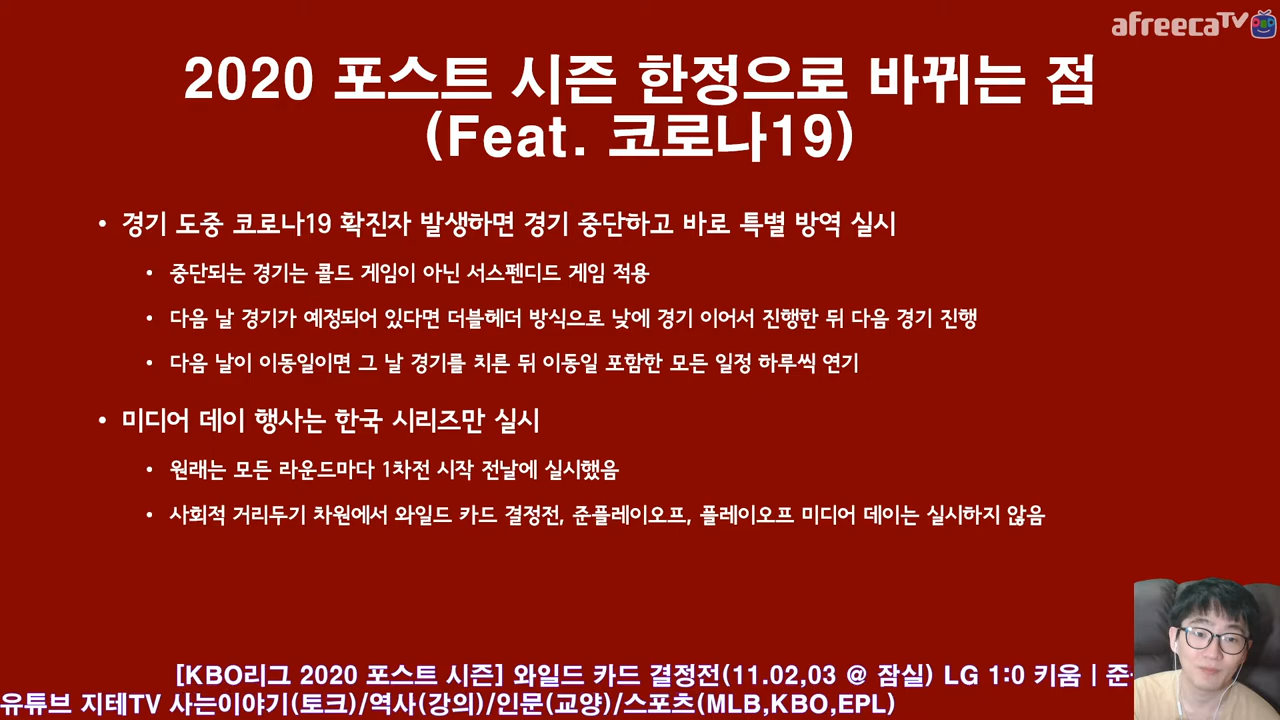 afreecaTV
2020 포스트 시즌 한정으로 바뀌는 점
(Feat. 코로나19)
• 경기 도중 코로나19 확진자 발생하면 경기 중단하고 바로 특별 방역 실시
• 중단되는 경기는 콜드 게임이 아닌 서스펜디드 게임 적용
• 다음 날 경기가 예정되어 있다면 더블헤더 방식으로 낮에 경기 이어서 진행한 뒤 다음 경기 진행
• 다음 날이 이동일이면 그 날 경기를 치른 뒤 이동일 포함한 모든 일정 하루씩 연기
• 미디어 데이 행사는 한국 시리즈만 실시
• 원래는 모든 라운드마다 1차전 시작 전날에 실시했음
• 사회적 거리두기 차원에서 와일드 카드 결정전, 준플레이오프, 플레이오프 미디어 데이는 실시하지 않음
[KBO리그 2020 포스트 시즌] 와일드 카드 결정전(11.02,03 @ 잠실) LG 1:0 키움 | 준
유튜브 지테TV 사는이야기(토크)/역사(강의)/인문(교양)/스포츠(MLB,KBO,EPL)